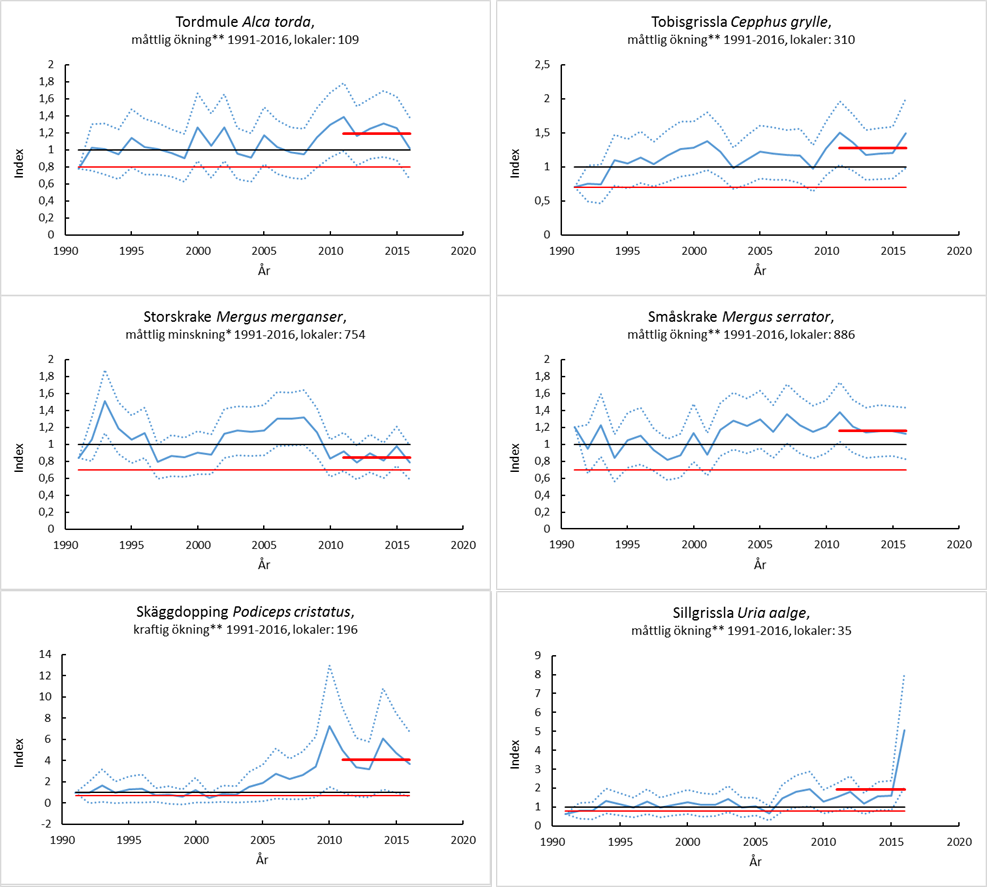 Tordmule Alca torda,
måttlig ökning** 1991-2016, lokaler: 109
2
1,8
1,6
1,4
1,2
1
0,8
0,6
0,4
0,2
0
Index
1990 1995 2000 2005 2010 2015 2020
År
Tobisgrissla Cepphus grylle,
måttlig ökning** 1991-2016, lokaler: 310
2,5
2
1,5
1
0,5
0
Index
1990 1995 2000 2005 2010 2015 2020
År
Storskrake Mergus merganser,
måttlig minskning* 1991-2016, lokaler: 754
2
1,8
1,6
1,4
1,2
1
0,8
0,6
0,4
0,2
0
Index
1990 1995 2000 2005 2010 2015 2020
År
Småskrake Mergus serrator,
måttlig ökning** 1991-2016, lokaler: 886
2
1,8
1,6
1,4
1,2
1
0,8
0,6
0,4
0,2
0
Index
1990 1995 2000 2005 2010 2015 2020
År
Skäggdopping Podiceps cristatus,
kraftig ökning** 1991-2016, lokaler: 196
14
12
10
8
6
4
2
0
-2
Index
1990 1995 2000 2005 2010 2015 2020
År
Sillgrissla Uria aalge,
måttlig ökning** 1991-2016, lokaler: 35
9
8
7
6
5
4
3
2
1
0
Index
1990 1995 2000 2005 2010 2015 2020
År